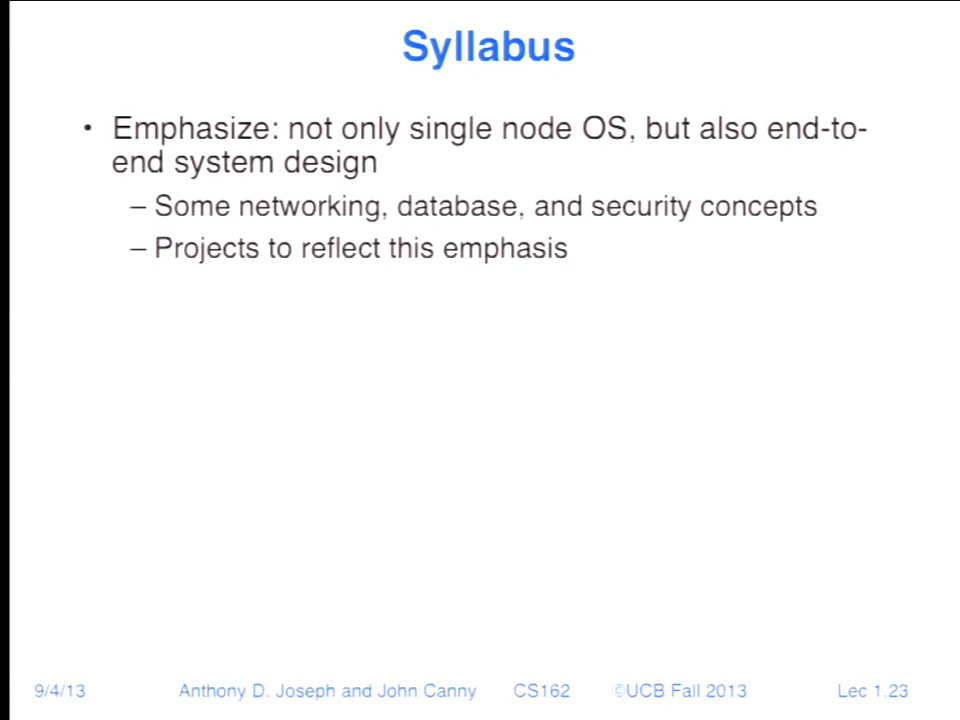 Syllabus
• Emphasize: not only single node OS, but also end-to-
end system design
– Some networking, database, and security concepts
– Projects to reflect this emphasis
9/4/13 Anthony D. Joseph and John Canny CS162 ©UCB Fall 2013 Lec 1.23